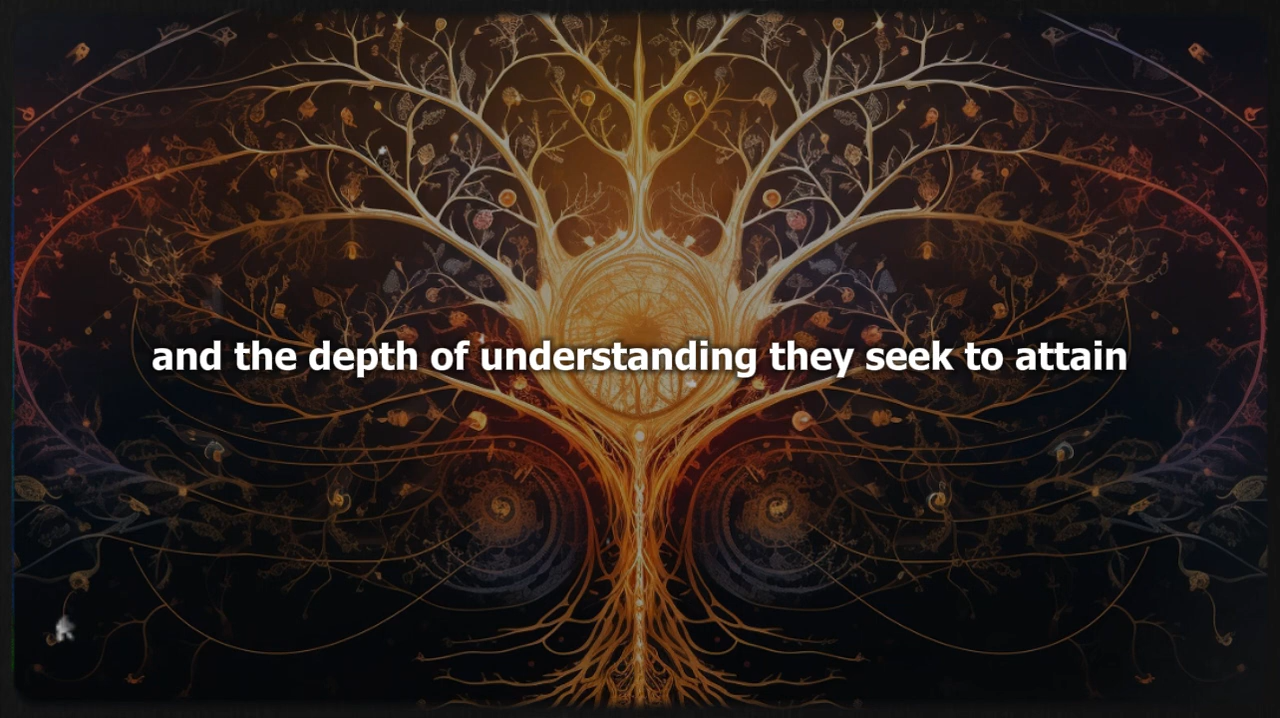 and the depth of understanding they seek to attain